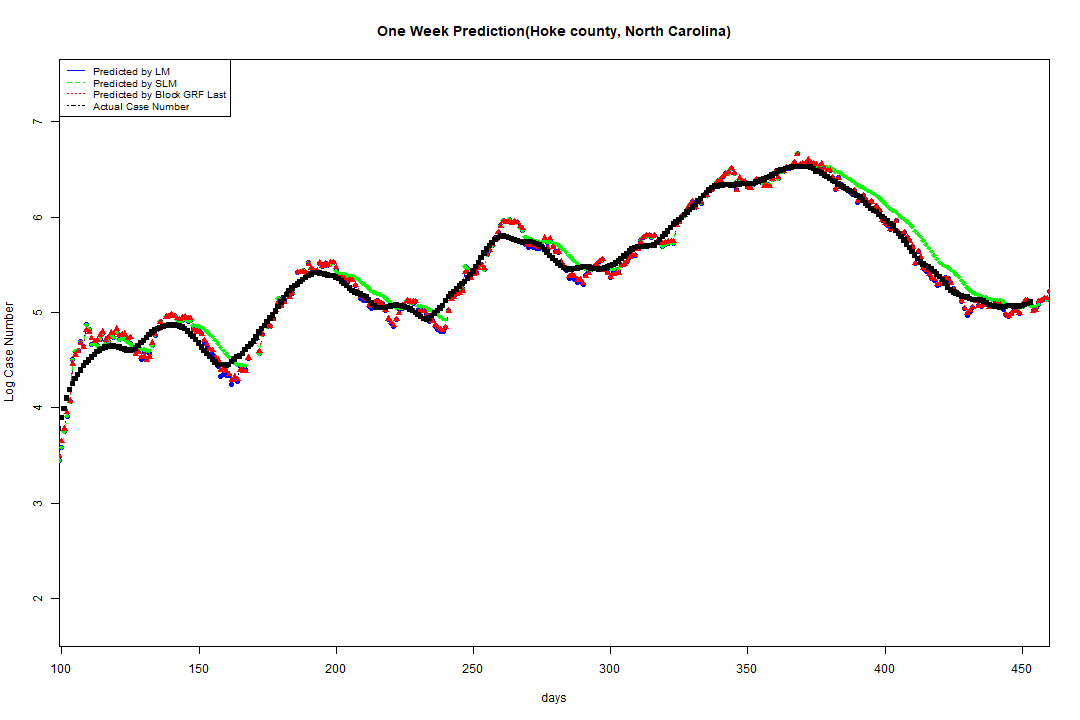 One Week Prediction(Hoke county, North Carolina)
Predicted by LM
Predicted by SLM
Predicted by Block GRF Last
Actual Case Number
7
6
5
4
3
2
Log Case Number
100 150 200 250 300 350 400 450
days